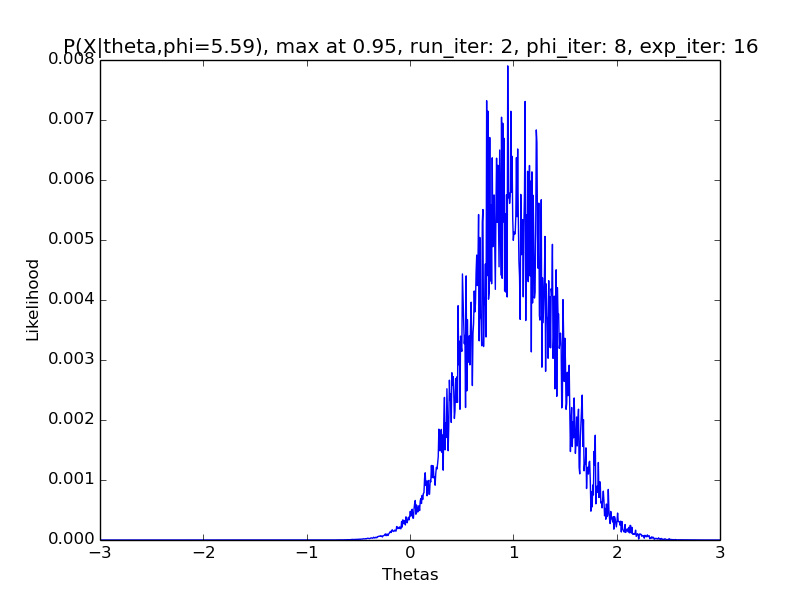 P(X|theta,phi=5.59), max at 0.95, run_iter: 2, phi_iter: 8, exp_iter: 16
0.008
0.007
0.006
0.005
0.004
0.003
0.002
0.001
0.000
Likelihood
−3 −2 −1 0 1 2 3
Thetas